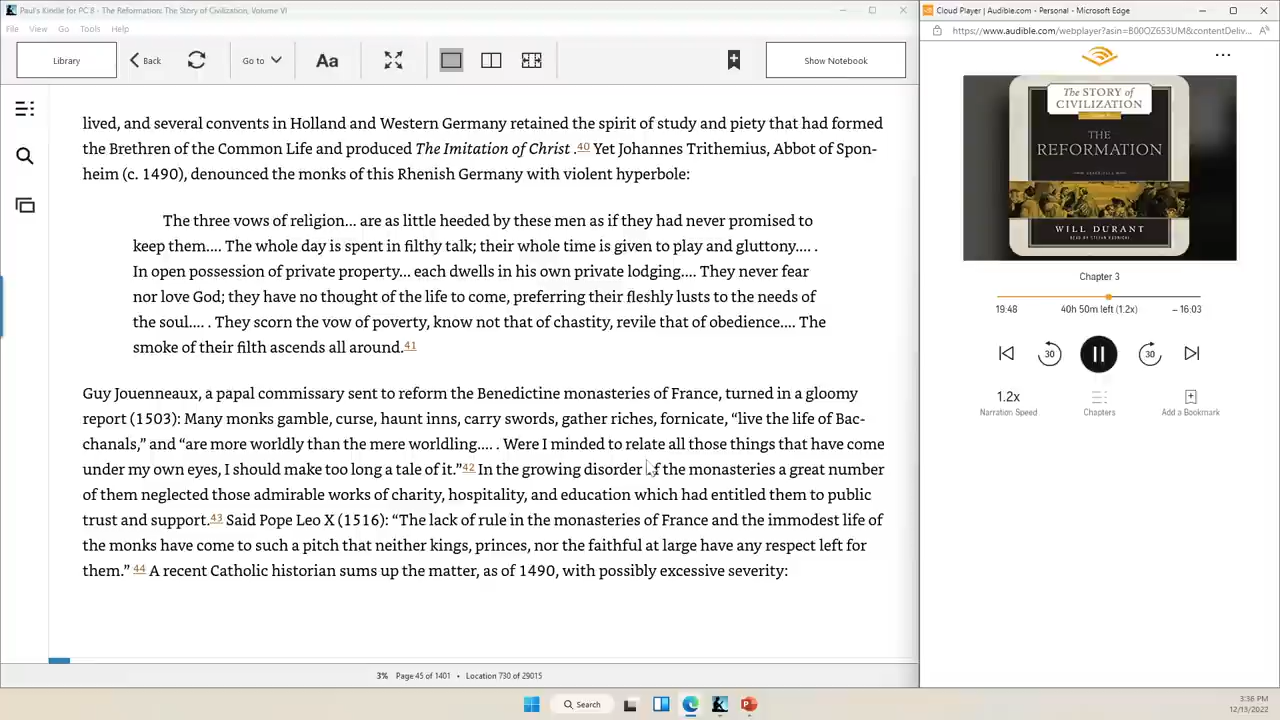 Paul's Kindle for PC 8 - The Reformation: The Story of Civilization, Volume VI
File View Go Tools Help
Library
Back
Go to
Aa
Show Notebook
lived, and several convents in Holland and Western Germany retained the spirit of study and piety that had formed
the Brethren of the Common Life and produced The Imitation of Christ .40 Yet Johannes Trithemius, Abbot of Spon-
heim (c. 1490), denounced the monks of this Rhenish Germany with violent hyperbole:
The three vows of religion... are as little heeded by these men as if they had never promised to
keep them.... The whole day is spent in filthy talk; their whole time is given to play and gluttony.... .
In open possession of private property... each dwells in his own private lodging.... They never fear
nor love God; they have no thought of the life to come, preferring their fleshly lusts to the needs of
the soul.... . They scorn the vow of poverty, know not that of chastity, revile that of obedience.... The
smoke of their filth ascends all around.41
Guy Jouenneaux, a papal commissary sent to reform the Benedictine monasteries of France, turned in a gloomy
report (1503): Many monks gamble, curse, haunt inns, carry swords, gather riches, fornicate, “live the life of Bac-
chanals,” and “are more worldly than the mere worldling.... . Were I minded to relate all those things that have come
under my own eyes, I should make too long a tale of it.”42 In the growing disorder of the monasteries a great number
of them neglected those admirable works of charity, hospitality, and education which had entitled them to public
trust and support.43 Said Pope Leo X (1516): “The lack of rule in the monasteries of France and the immodest life of
the monks have come to such a pitch that neither kings, princes, nor the faithful at large have any respect left for
them.” 44 A recent Catholic historian sums up the matter, as of 1490, with possibly excessive severity:
3% Page 45 of 1401 • Location 730 of 29015
Cloud Player | Audible.com - Personal - Microsoft Edge
https://www.audible.com/webplayer?asin=B00QZ653UM&contentDeliv...
The STORY of
CIVILIZATION
THE
REFORMATION
WILL DURANT
READ BY STEFAN RUDNICKI
Chapter 3
19:48 40h 50m left (1.2x) – 16:03
30 30
1.2x
Narration Speed Chapters Add a Bookmark
Search
3:36 PM
12/13/2022